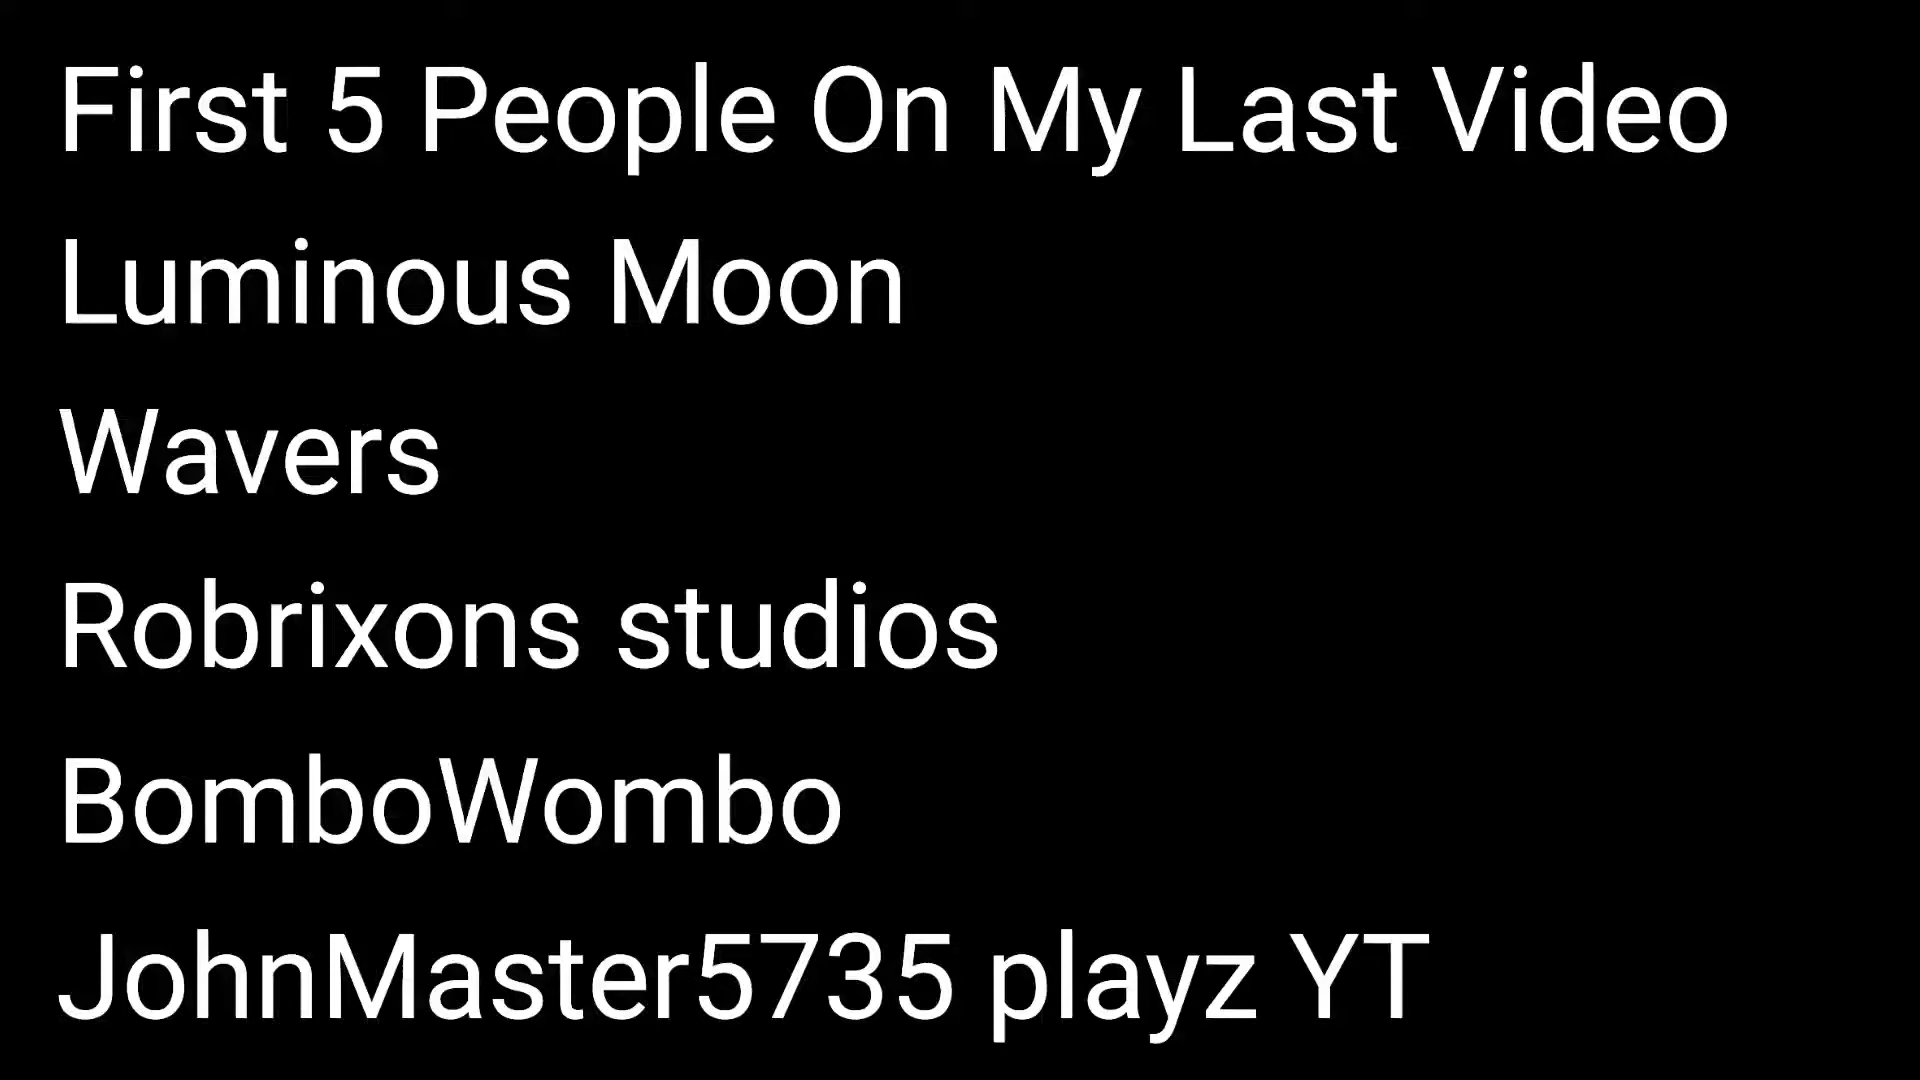 First 5 People On My Last Video
Luminous Moon
Wavers
Robrixons studios
BomboWombo
JohnMaster5735 playz YT